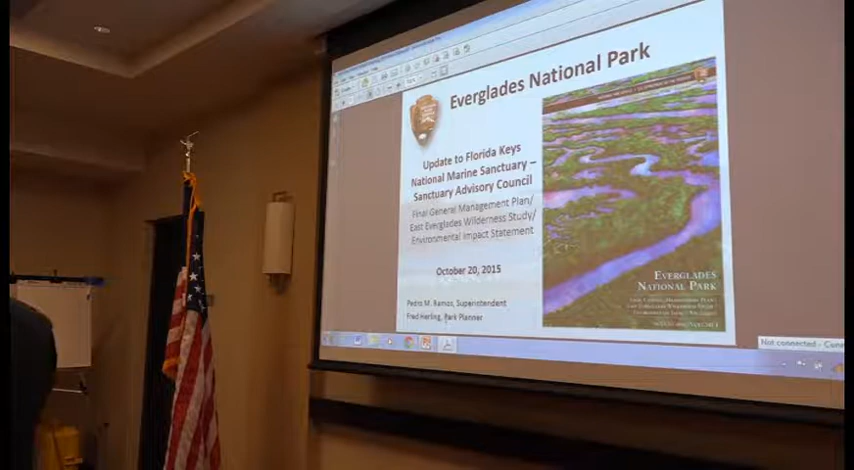 Everglades National Park
Update to Florida Keys
National Marine Sanctuary –
Sanctuary Advisory Council
Final General Management Plan/
East Everglades Wilderness Study/
Environmental Impact Statement
October 20, 2015
Pedro M. Ramos, Superintendent
Fred Herling, Park Planner
EVERGLADES
NATIONAL PARK
Not connected -